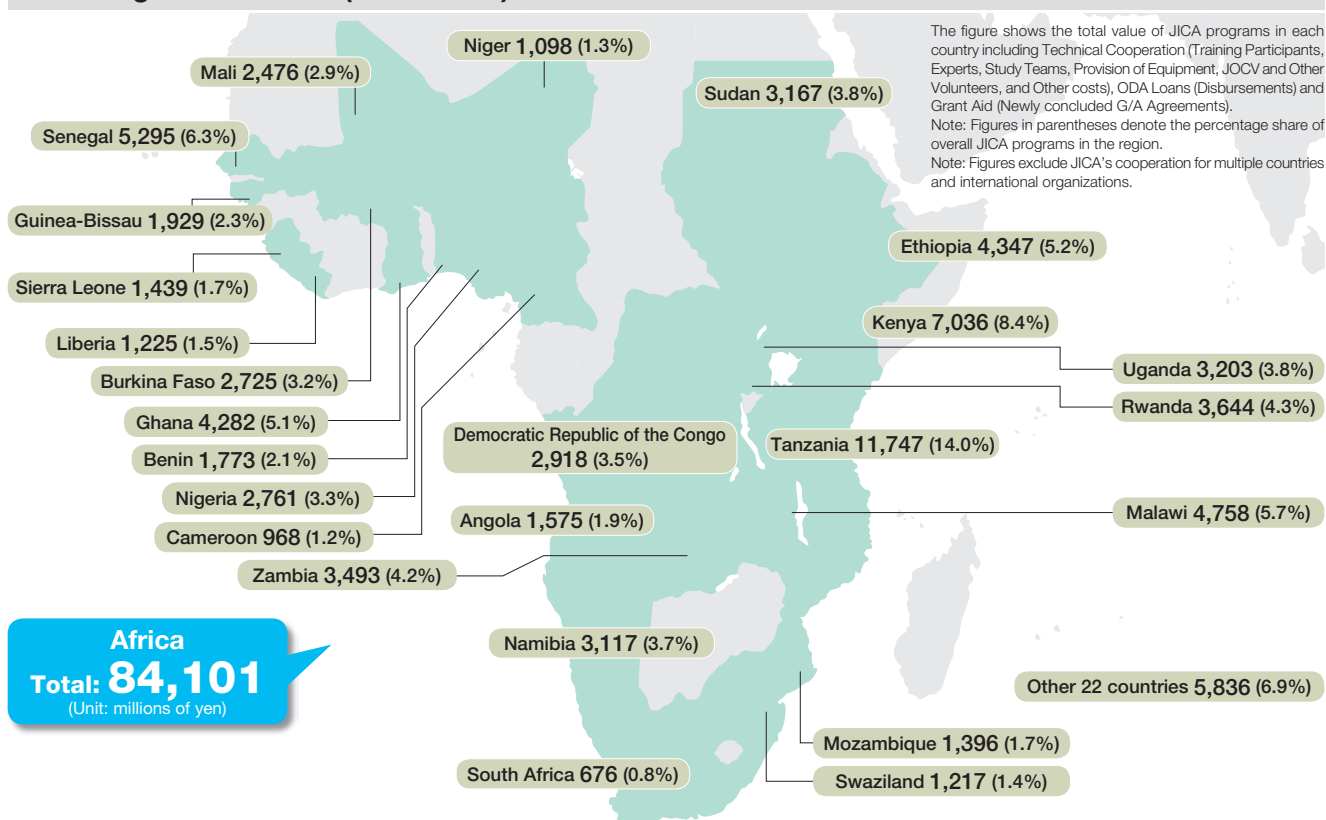 Niger 1,098 (1.3%)
Mali 2,476 (2.9%)
Sudan 3,167 (3.8%)
The figure shows the total value of JICA programs in each
country including Technical Cooperation (Training Participants,
Experts, Study Teams, Provision of Equipment, JOCV and Other
Volunteers, and Other costs), ODA Loans (Disbursements) and
Grant Aid (Newly concluded G/A Agreements).
Note: Figures in parentheses denote the percentage share of
overall JICA programs in the region.
Note: Figures exclude JICA's cooperation for multiple countries
and international organizations.
Senegal 5,295 (6.3%)
Guinea-Bissau 1,929 (2.3%)
Ethiopia 4,347 (5.2%)
Sierra Leone 1,439 (1.7%)
Kenya 7,036 (8.4%)
Liberia 1,225 (1.5%)
Uganda 3,203 (3.8%)
Burkina Faso 2,725 (3.2%)
Rwanda 3,644 (4.3%)
Ghana 4,282 (5.1%)
Democratic Republic of the Congo
2,918 (3.5%)
Tanzania 11,747 (14.0%)
Benin 1,773 (2.1%)
Nigeria 2,761 (3.3%)
Malawi 4,758 (5.7%)
Angola 1,575 (1.9%)
Cameroon 968 (1.2%)
Zambia 3,493 (4.2%)
Africa
Total: 84,101
(Unit: millions of yen)
Namibia 3,117 (3.7%)
Other 22 countries 5,836 (6.9%)
Mozambique 1,396 (1.7%)
South Africa 676 (0.8%)
Swaziland 1,217 (1.4%)